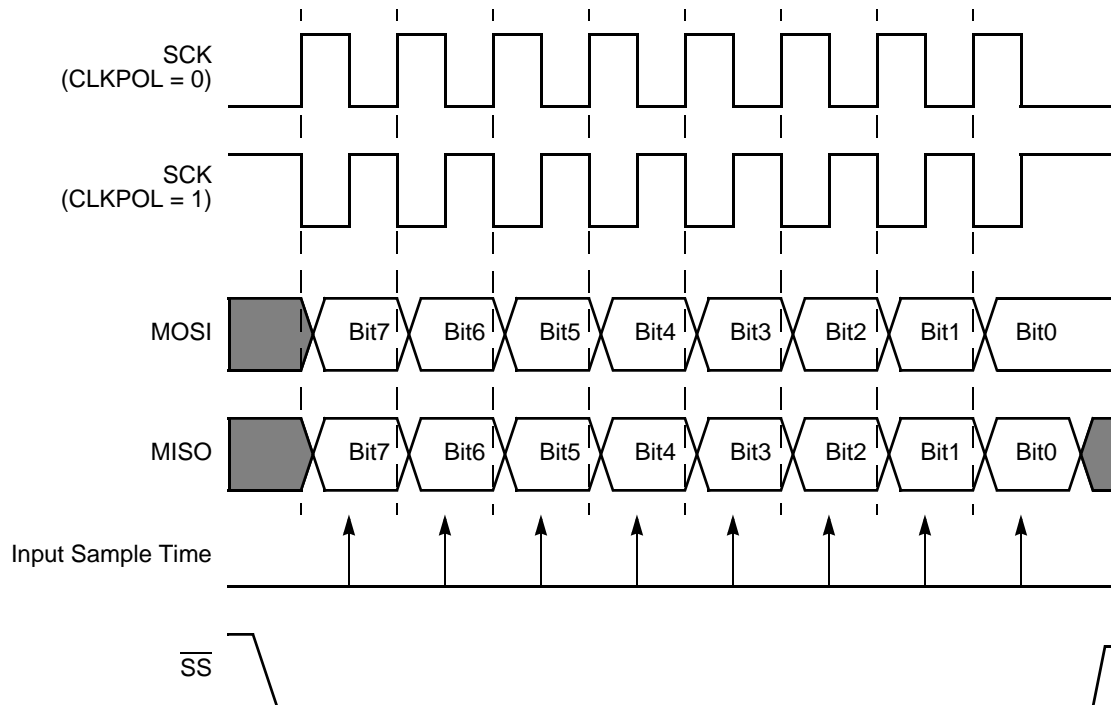 SCK
(CLKPOL = 0)
SCK
(CLKPOL = 1)
MOSI
Bit7 Bit6 Bit5 Bit4 Bit3 Bit2 Bit1 Bit0
MISO
Bit7 Bit6 Bit5 Bit4 Bit3 Bit2 Bit1 Bit0
Input Sample Time
SS